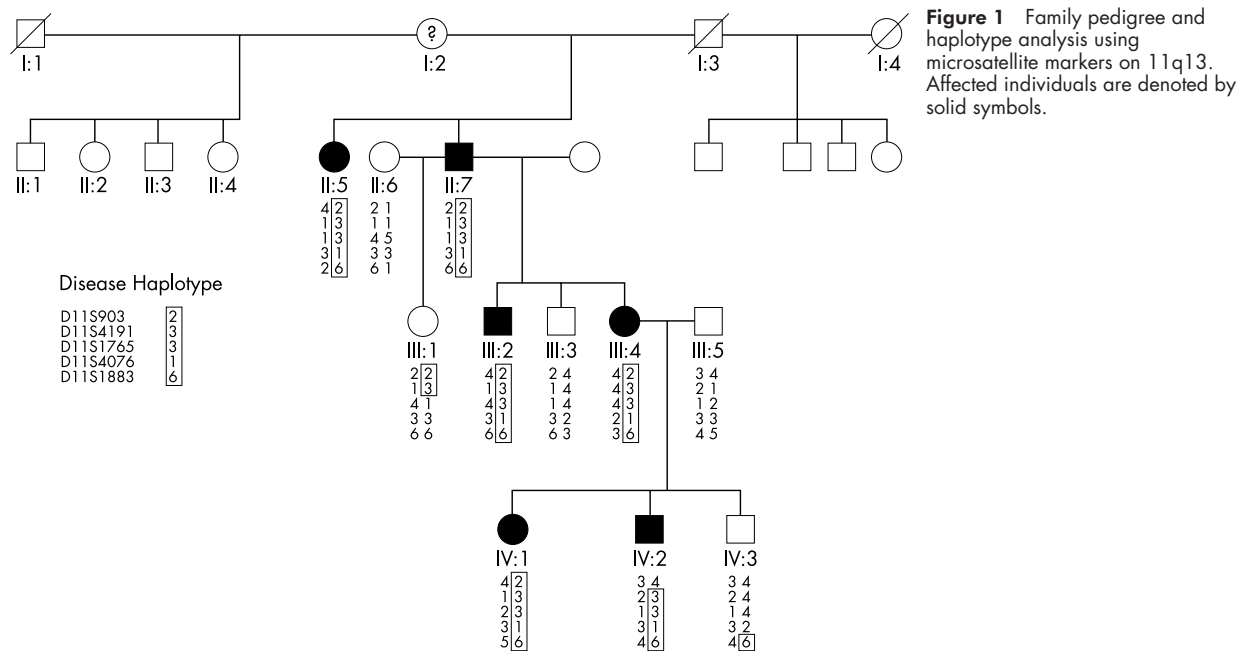 Figure 1 Family pedigree and
haplotype analysis using
microsatellite markers on 11q13.
Affected individuals are denoted by
solid symbols.
?
I:1 I:2 I:3 I:4
II:1 II:2 II:3 II:4 II:5 II:6 II:7
4 2 2 1 2 2
1 3 1 1 1 3
1 3 4 5 1 3
3 1 3 3 3 1
2 6 6 1 6 6
Disease Haplotype
D11S903 2
D11S4191 3
D11S1765 3
D11S4076 1
D11S1883 6
III:1 III:2 III:3 III:4 III:5
2 2 4 2 2 4 4 2 3 4
1 3 1 3 1 4 4 3 2 1
4 1 4 3 1 4 4 3 1 2
3 3 3 1 3 2 2 1 3 3
6 6 6 6 6 3 3 6 4 5
IV:1 IV:2 IV:3
4 2 3 4 3 4
1 3 2 3 2 4
2 3 1 3 1 4
3 1 3 1 3 2
5 6 4 6 4 6